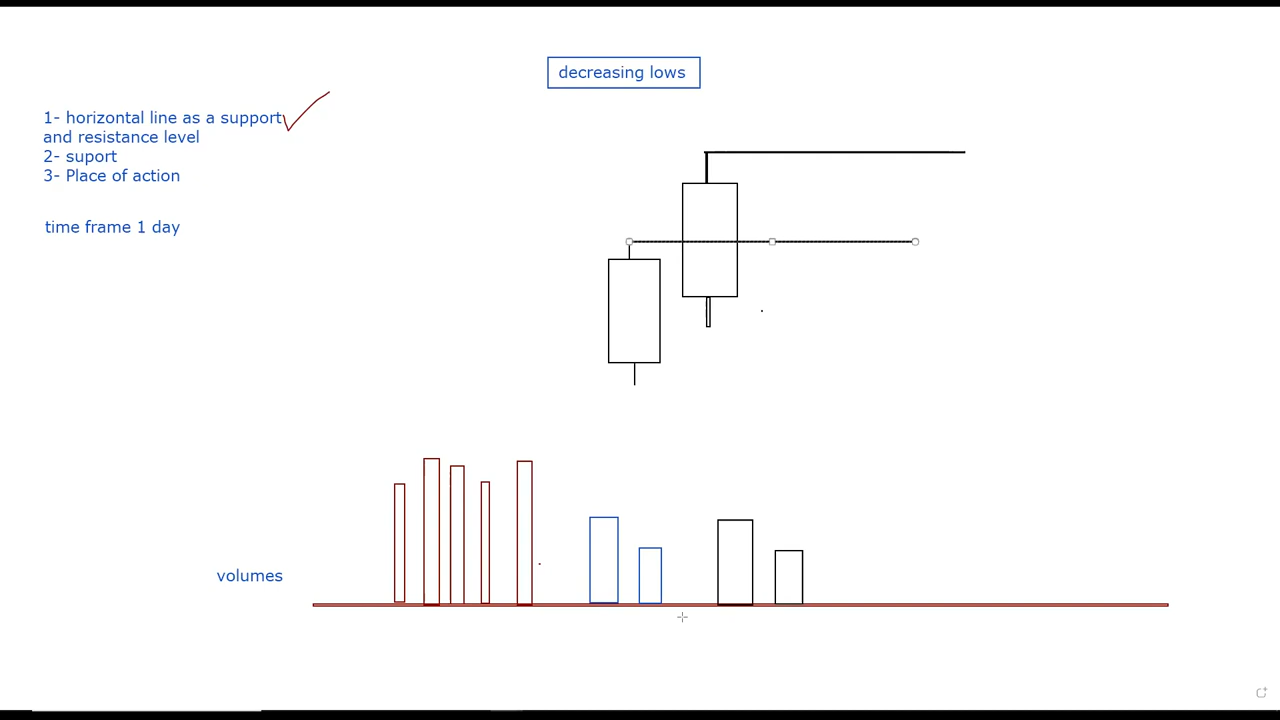 decreasing lows
1- horizontal line as a support
and resistance level
2- suport
3- Place of action
time frame 1 day
volumes